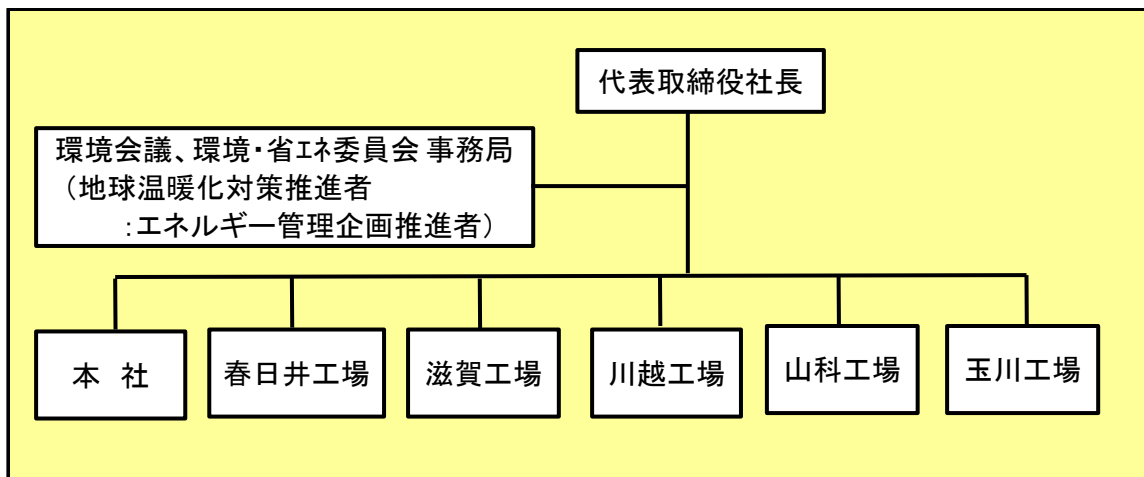 代表取締役社長
環境会議、環境・省ｴﾈ委員会 事務局
（地球温暖化対策推進者
：エネルギー管理企画推進者）
本　社
春日井工場
滋賀工場
川越工場
山科工場
玉川工場